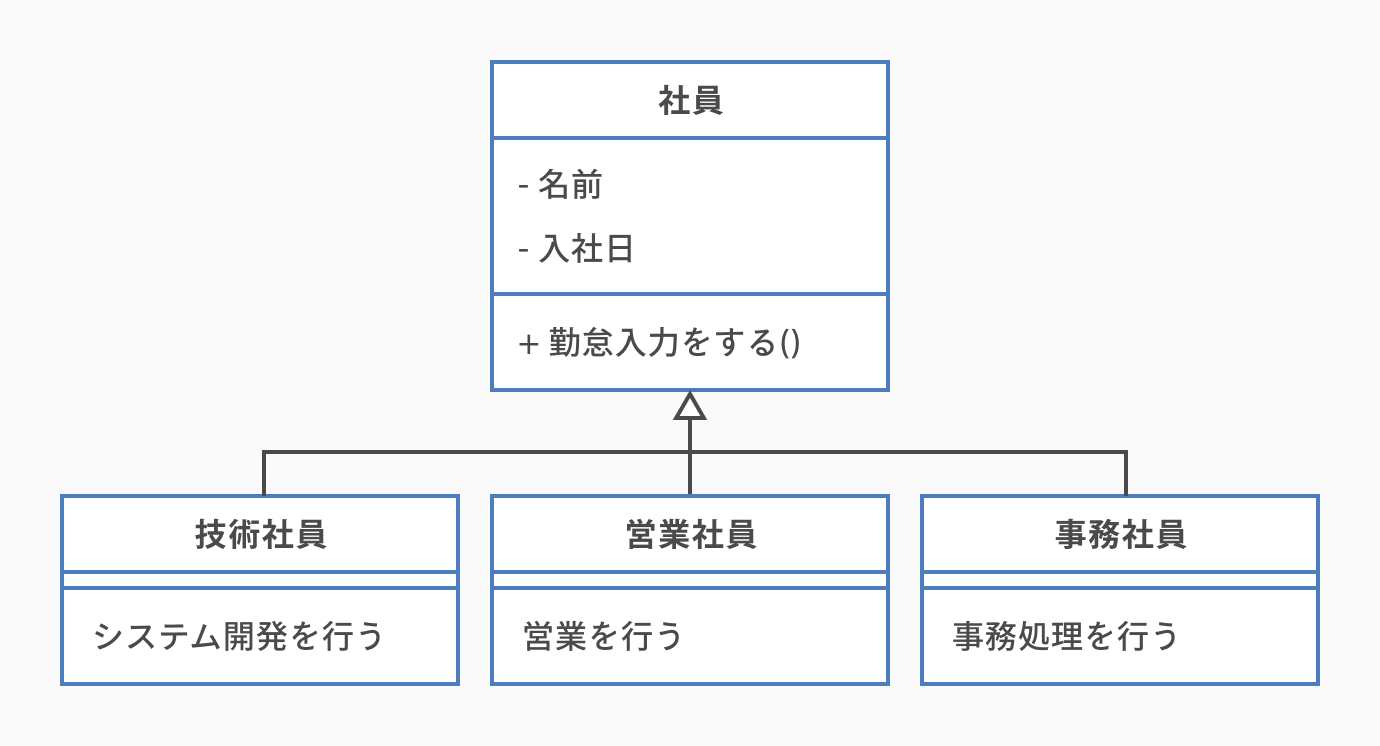 社員
- 名前
- 入社日
+ 勤怠入力をする()
技術社員
営業社員
事務社員
システム開発を行う
営業を行う
事務処理を行う